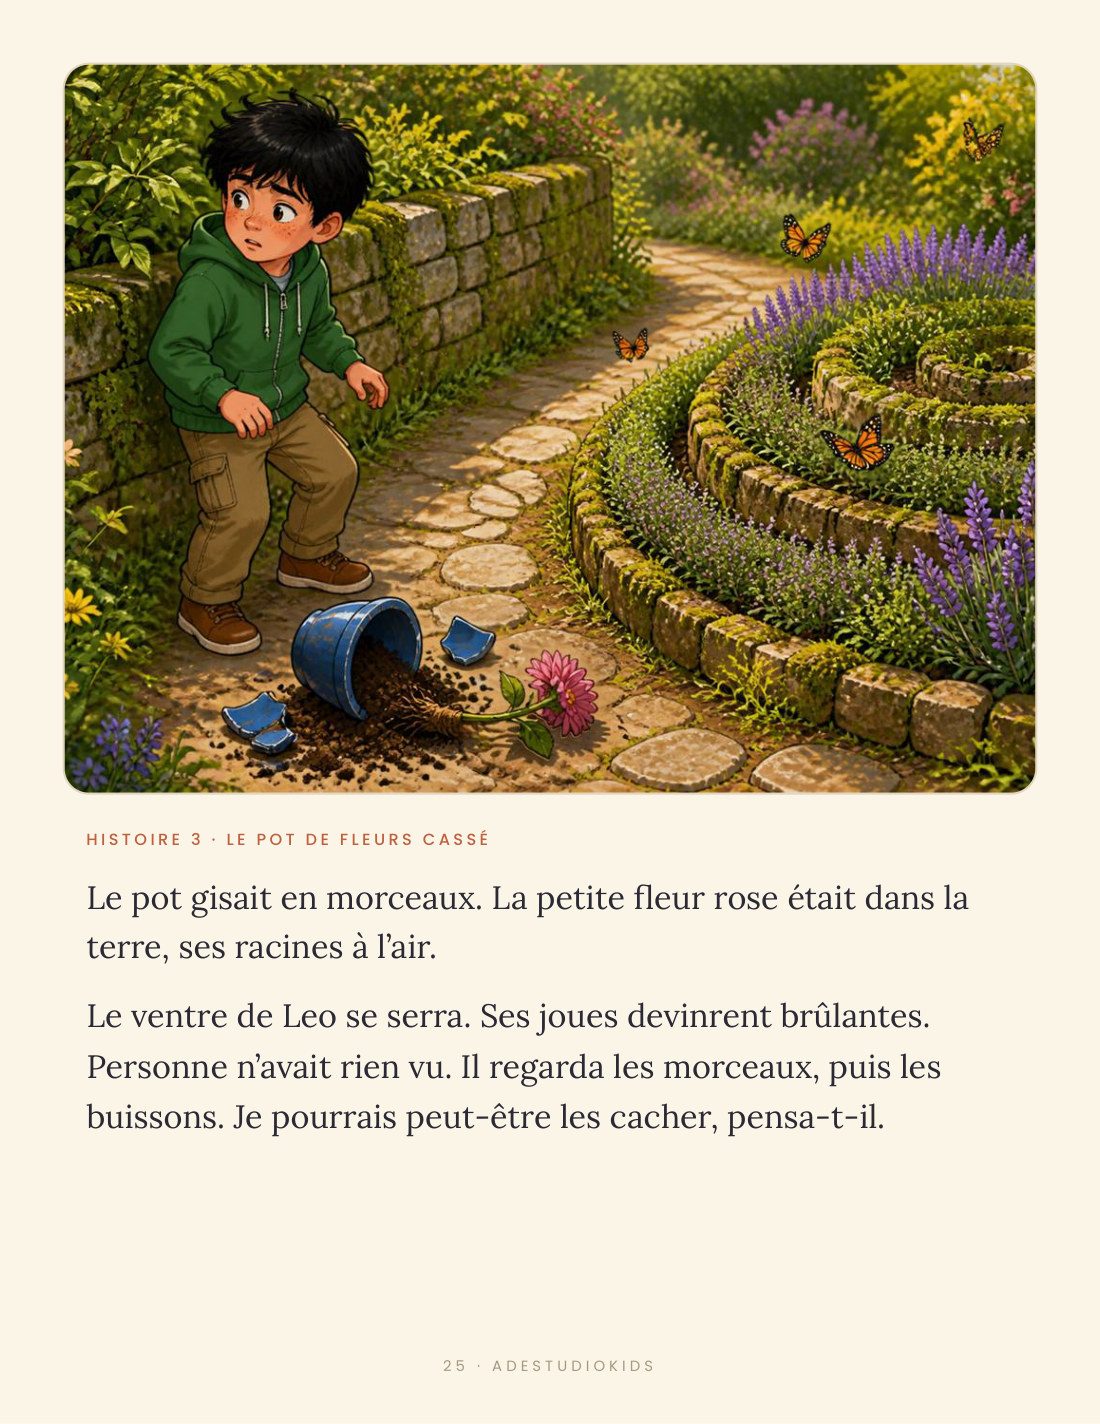 HISTOIRE 3 · LE POT DE FLEURS CASSÉ
Le pot gisait en morceaux. La petite fleur rose était dans la
terre, ses racines à l’air.
Le ventre de Leo se serra. Ses joues devinrent brûlantes.
Personne n’avait rien vu. Il regarda les morceaux, puis les
buissons. Je pourrais peut-être les cacher, pensa-t-il.
25 · ADESTUDIOKIDS